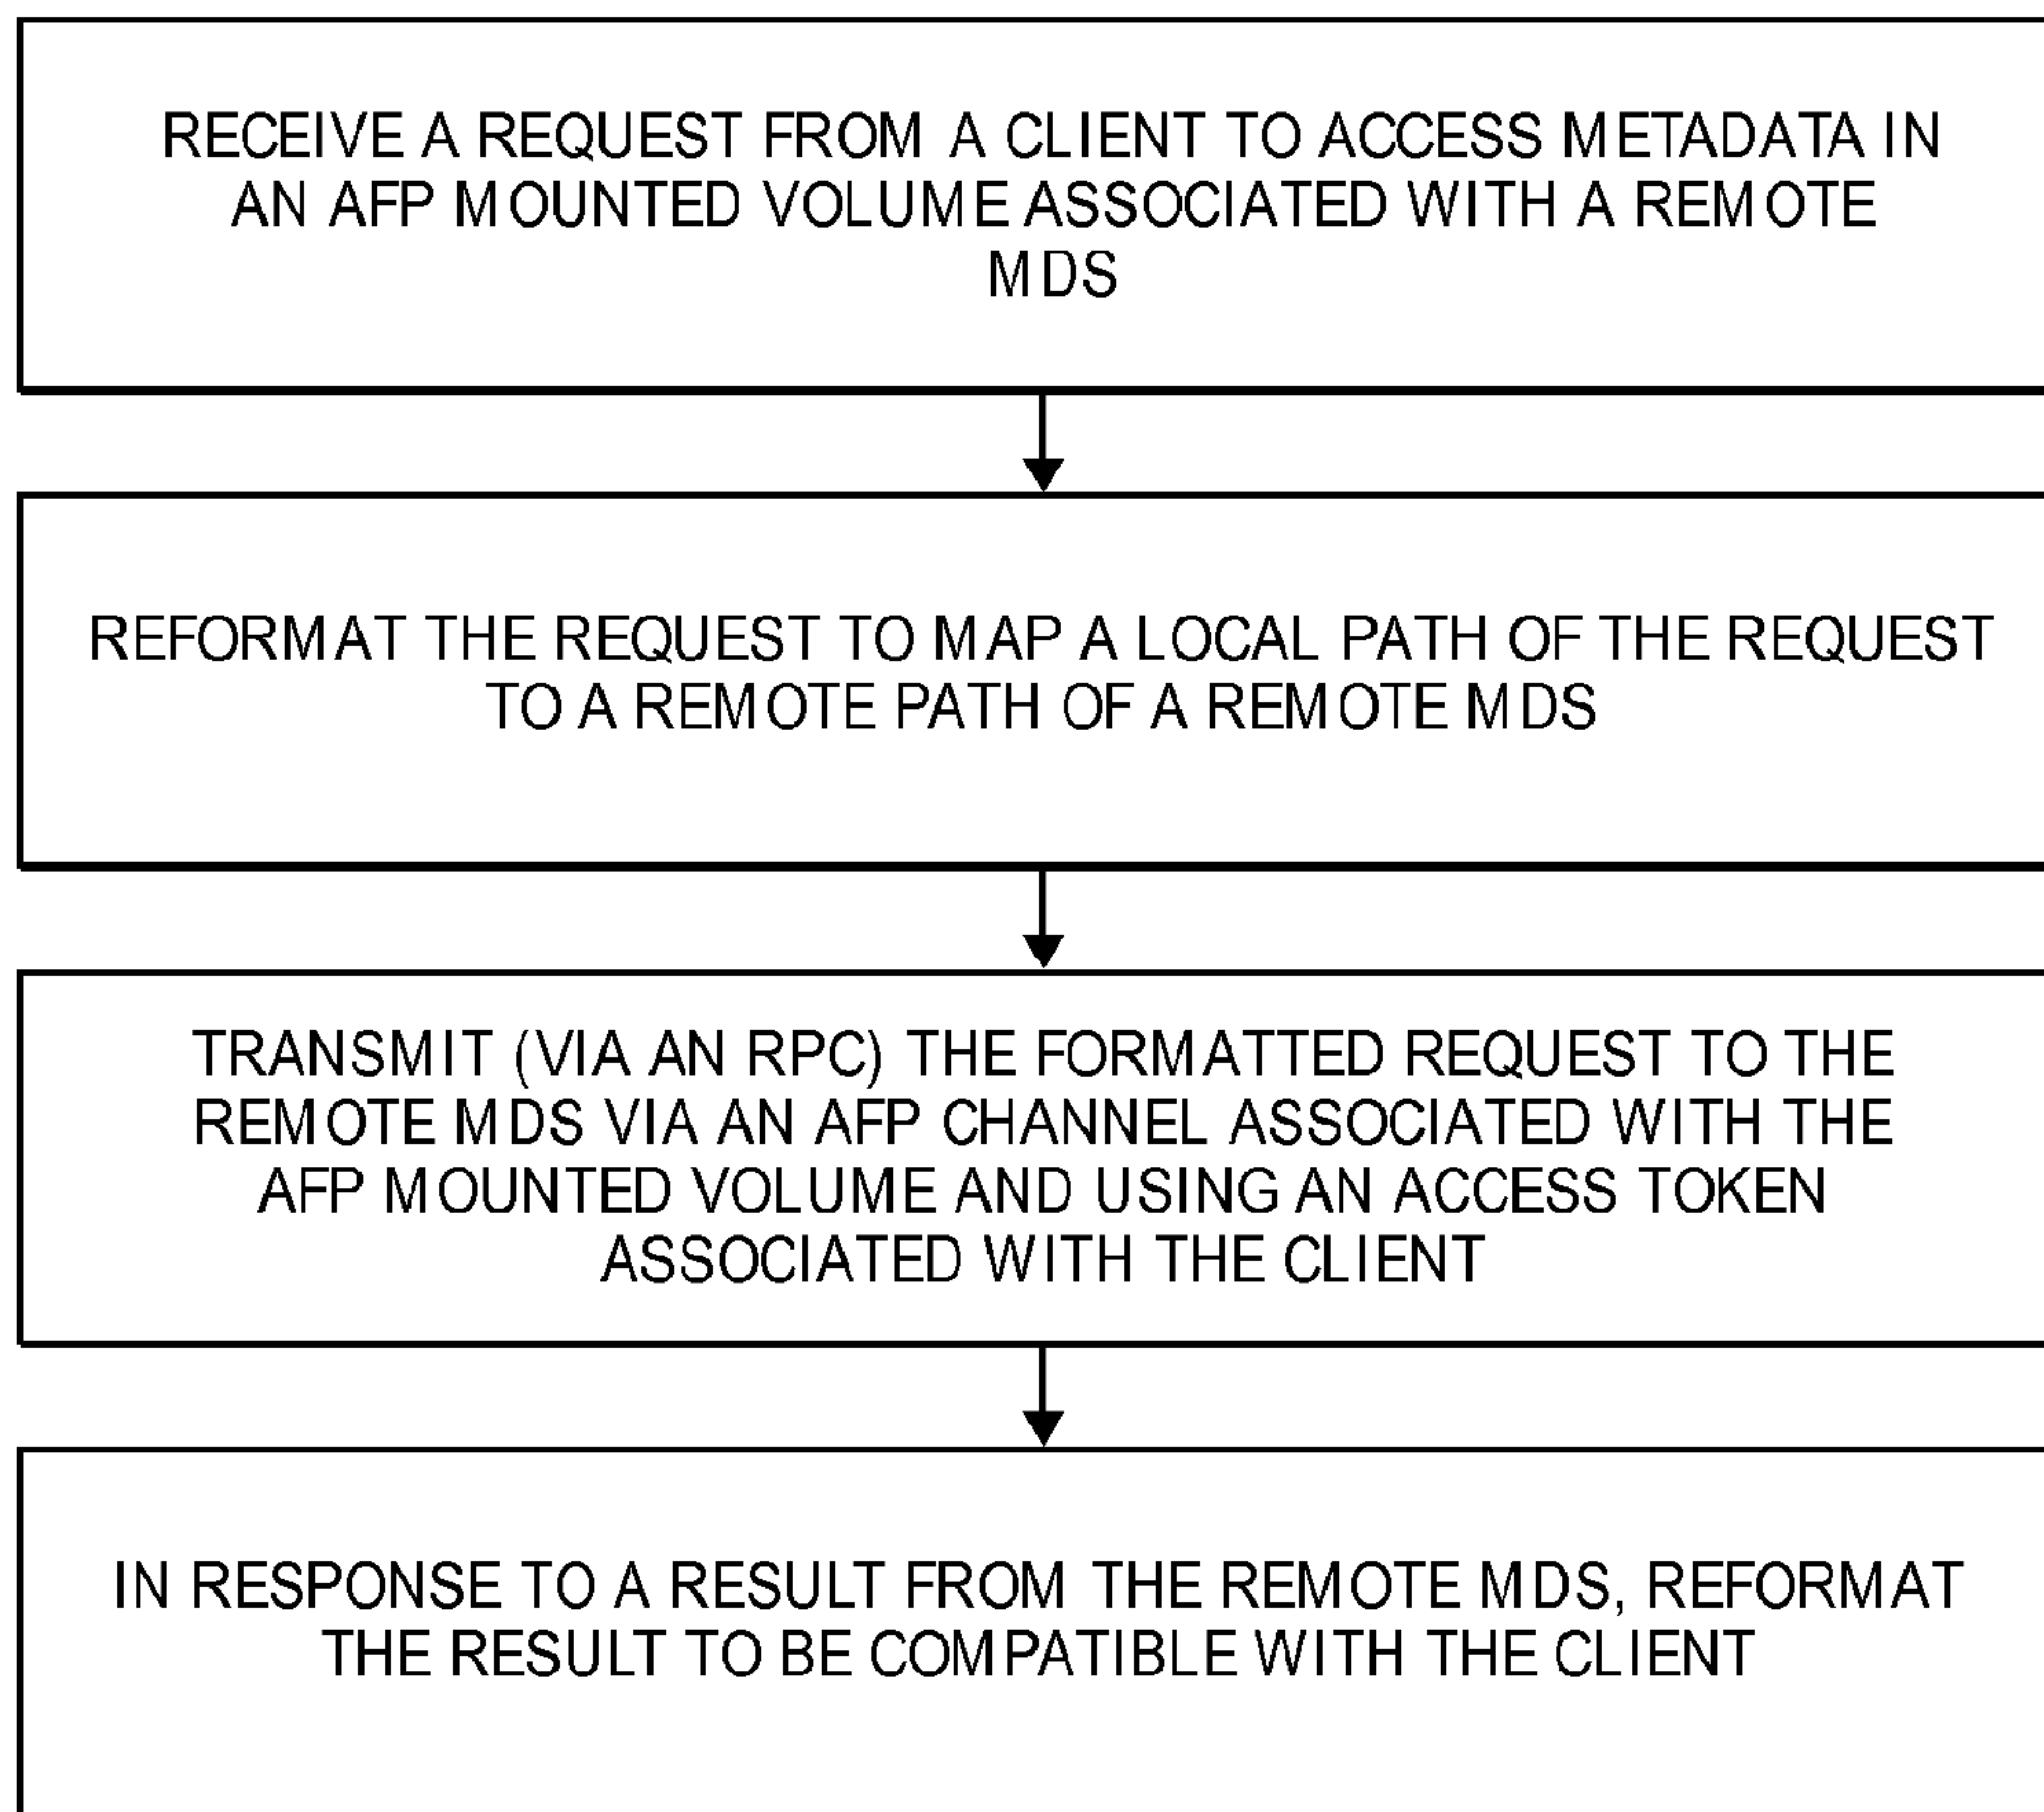 RECEIVE A REQUEST FROM A CLIENT TO ACCESS METADATA IN
AN AFP MOUNTED VOLUME ASSOCIATED WITH A REMOTE
MDS
REFORMAT THE REQUEST TO MAP A LOCAL PATH OF THE REQUEST
TO A REMOTE PATH OF A REMOTE MDS
TRANSMIT (VIA AN RPC) THE FORMATTED REQUEST TO THE
REMOTE MDS VIA AN AFP CHANNEL ASSOCIATED WITH THE
AFP MOUNTED VOLUME AND USING AN ACCESS TOKEN
ASSOCIATED WITH THE CLIENT
IN RESPONSE TO A RESULT FROM THE REMOTE MDS, REFORMAT
THE RESULT TO BE COMPATIBLE WITH THE CLIENT